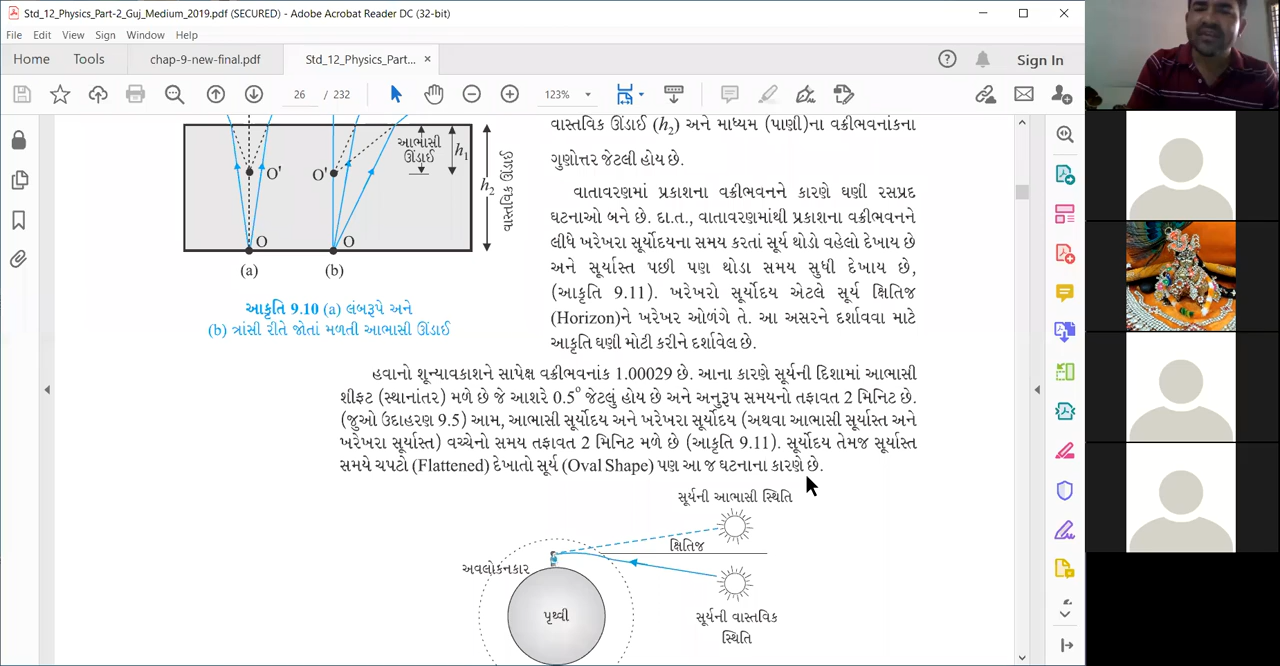 Std_12_Physics_Part-2_Guj_Medium_2019.pdf (SECURED) - Adobe Acrobat Reader DC (32-bit)
File Edit View Sign Window Help
Home Tools chap-9-new-final.pdf Std_12_Physics_Part... × Sign In
26 / 232 123%
આભાસી
ઊંડાઈ
h1
h2
વાસ્તવિક ઊંડાઈ
O' O'
O O
(a) (b)
આકૃતિ 9.10 (a) લંબરૂપે અને
(b) ત્રાંસી રીતે જોતાં મળતી આભાસી ઊંડાઈ
વાસ્તવિક ઊંડાઈ (h2) અને માધ્યમ (પાણી)ના વક્રીભવનાંકના
ગુણોત્તર જેટલી હોય છે.
વાતાવરણમાં પ્રકાશના વક્રીભવનને કારણે ઘણી રસપ્રદ
ઘટનાઓ બને છે. દા.ત., વાતાવરણમાંથી પ્રકાશના વક્રીભવનને
લીધે ખરેખરા સૂર્યોદયના સમય કરતાં સૂર્ય થોડો વહેલો દેખાય છે
અને સૂર્યાસ્ત પછી પણ થોડા સમય સુધી દેખાય છે,
(આકૃતિ 9.11). ખરેખરો સૂર્યોદય એટલે સૂર્ય ક્ષિતિજ
(Horizon)ને ખરેખર ઓળંગે તે. આ અસરને દર્શાવવા માટે
આકૃતિ ઘણી મોટી કરીને દર્શાવેલ છે.
હવાનો શૂન્યાવકાશને સાપેક્ષ વક્રીભવનાંક 1.00029 છે. આના કારણે સૂર્યની દિશામાં આભાસી
શીફ્ટ (સ્થાનાંતર) મળે છે જે આશરે 0.5° જેટલું હોય છે અને અનુરૂપ સમયનો તફાવત 2 મિનિટ છે.
(જુઓ ઉદાહરણ 9.5) આમ, આભાસી સૂર્યોદય અને ખરેખરા સૂર્યોદય (અથવા આભાસી સૂર્યાસ્ત અને
ખરેખરા સૂર્યાસ્ત) વચ્ચેનો સમય તફાવત 2 મિનિટ મળે છે (આકૃતિ 9.11). સૂર્યોદય તેમજ સૂર્યાસ્ત
સમયે ચપટો (Flattened) દેખાતો સૂર્ય (Oval Shape) પણ આ જ ઘટનાના કારણે છે.
સૂર્યની આભાસી સ્થિતિ
ક્ષિતિજ
અવલોકનકાર
પૃથ્વી
સૂર્યની વાસ્તવિક
સ્થિતિ